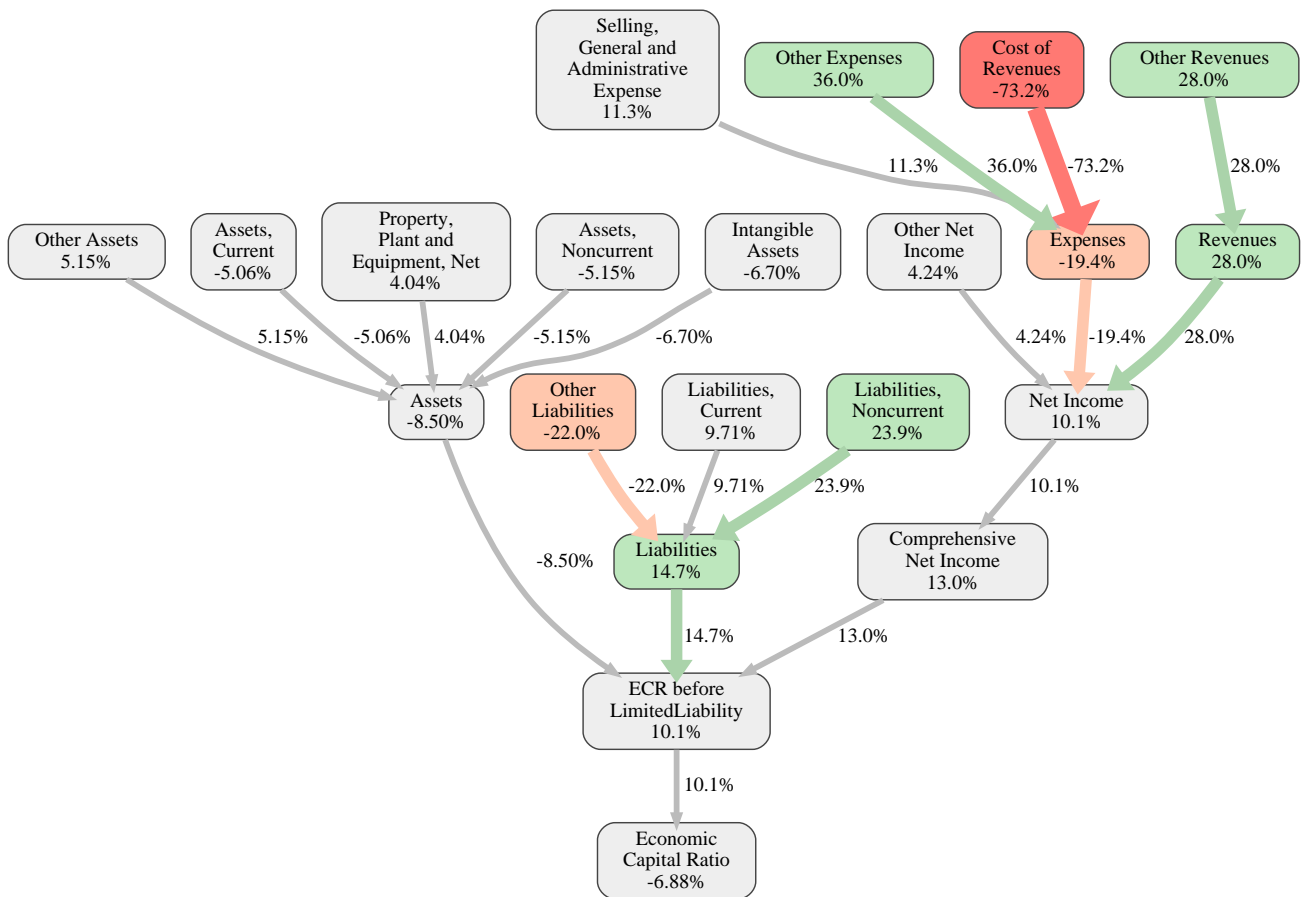 Selling,
General and
Administrative
Expense
11.3%
Other Expenses
36.0%
Cost of
Revenues
-73.2%
Other Revenues
28.0%
11.3%
36.0%
-73.2%
28.0%
Other Assets
5.15%
Assets,
Current
-5.06%
Property,
Plant and
Equipment, Net
4.04%
Assets,
Noncurrent
-5.15%
Intangible
Assets
-6.70%
Other Net
Income
4.24%
Expenses
-19.4%
Revenues
28.0%
5.15%
-5.06%
4.04%
-5.15%
-6.70%
4.24%
-19.4%
28.0%
Assets
-8.50%
Other
Liabilities
-22.0%
Liabilities,
Current
9.71%
Liabilities,
Noncurrent
23.9%
Net Income
10.1%
-22.0%
9.71%
23.9%
10.1%
-8.50%
Liabilities
14.7%
Comprehensive
Net Income
13.0%
14.7%
13.0%
ECR before
LimitedLiability
10.1%
10.1%
Economic
Capital Ratio
-6.88%